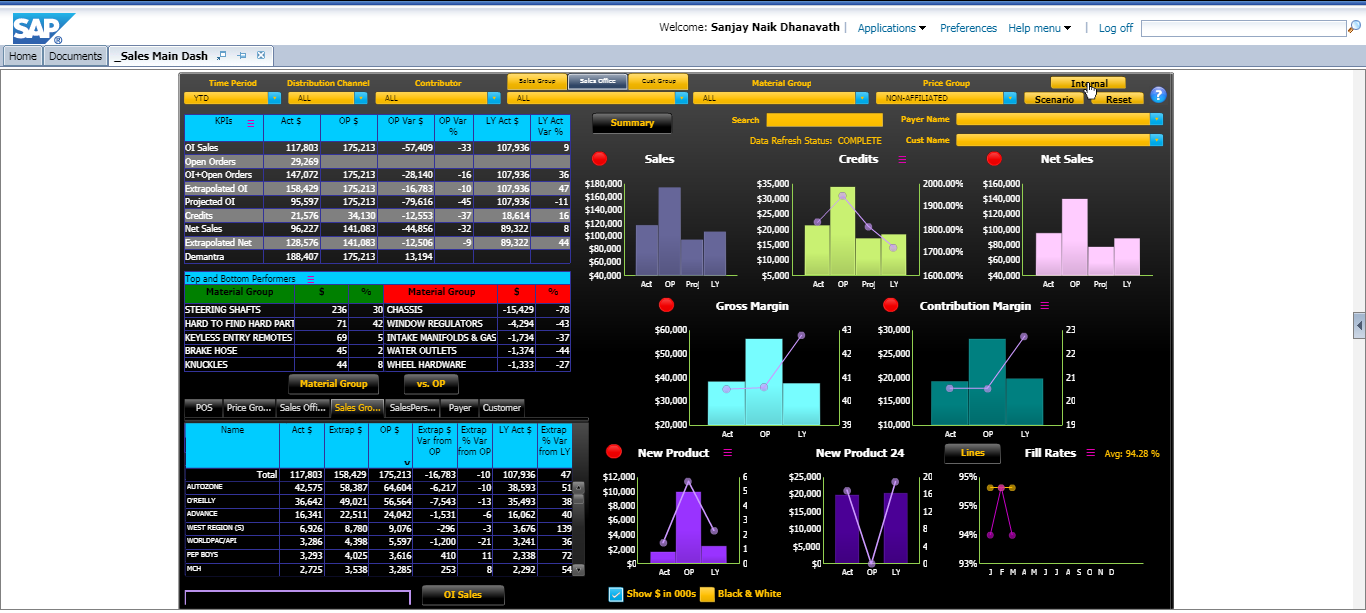 SAP ®
Welcome: Sanjay Naik Dhanavath | Applications Preferences Help menu | Log off
Home Documents _Sales Main Dash
Time Period Distribution Channel Contributor Sales Group Sales Office Cust Group Material Group Price Group Internal
YTD ALL ALL ALL ALL NON-AFFILIATED Scenario Reset ?
KPIs Act $ OP $ OP Var $ OP Var % LY Act $ LY Act Var %
OI Sales 117,803 175,213 -57,409 -33 107,936 9
Open Orders 29,269
OI+Open Orders 147,072 175,213 -28,140 -16 107,936 36
Extrapolated OI 158,429 175,213 -16,783 -10 107,936 47
Projected OI 95,597 175,213 -79,616 -45 107,936 -11
Credits 21,576 34,130 -12,553 -37 18,614 16
Net Sales 96,227 141,083 -44,856 -32 89,322 8
Extrapolated Net 128,576 141,083 -12,506 -9 89,322 44
Demantra 188,407 175,213 13,194
Summary Search Payer Name
Data Refresh Status: COMPLETE Cust Name
Sales
$180,000
$160,000
$140,000
$120,000
$100,000
$80,000
$60,000
$40,000
Act OP Proj LY
Credits
$35,000 2000.00%
$30,000 1900.00%
$25,000
$20,000 1800.00%
$15,000 1700.00%
$10,000
$5,000 1600.00%
Act OP Proj LY
Net Sales
$160,000
$140,000
$120,000
$100,000
$80,000
$60,000
$40,000
Act OP Proj LY
Top and Bottom Performers
Material Group $ % Material Group $ %
STEERING SHAFTS 236 30 CHASSIS -15,429 -78
HARD TO FIND HARD PART 71 42 WINDOW REGULATORS -4,294 -43
KEYLESS ENTRY REMOTES 69 5 INTAKE MANIFOLDS & GAS -1,734 -37
BRAKE HOSE 45 2 WATER OUTLETS -1,374 -44
KNUCKLES 44 8 WHEEL HARDWARE -1,333 -27
Material Group vs. OP
Gross Margin
$60,000 43
$50,000 42
$40,000 41
$30,000 40
$20,000 39
Act OP LY
Contribution Margin
$30,000 23
$25,000 22
$20,000 21
$15,000 20
$10,000 19
Act OP LY
POS Price Gro... Sales Offi... Sales Gro... SalesPers... Payer Customer
Name Act $ Extrap $ OP $ Extrap $ Var from OP Extrap % Var from OP LY Act $ Extrap % Var from LY
Total 117,803 158,429 175,213 -16,783 -10 107,936 47
AUTOZONE 42,575 58,387 64,604 -6,217 -10 38,593 51
O'REILLY 36,642 49,021 56,564 -7,543 -13 35,493 38
ADVANCE 16,341 22,511 24,042 -1,531 -6 16,062 40
WEST REGION (5) 6,926 8,780 9,076 -296 -3 3,676 139
WORLDPAC/API 3,286 4,398 5,597 -1,200 -21 3,241 36
PEP BOYS 3,293 4,025 3,616 410 11 2,338 72
MCH 2,725 3,538 3,285 253 8 2,292 54
New Product
$12,000 6
$10,000 5
$8,000 4
$6,000 3
$4,000 2
$2,000 1
$0 0
Act OP LY
New Product 24
$25,000 20
$20,000 16
$15,000 12
$10,000 8
$5,000 4
$0 0
Act OP LY
Lines Fill Rates Avg: 94.28 %
95%
95%
94%
93%
J F M A M J J A S O N D
OI Sales
Show $ in 000s Black & White